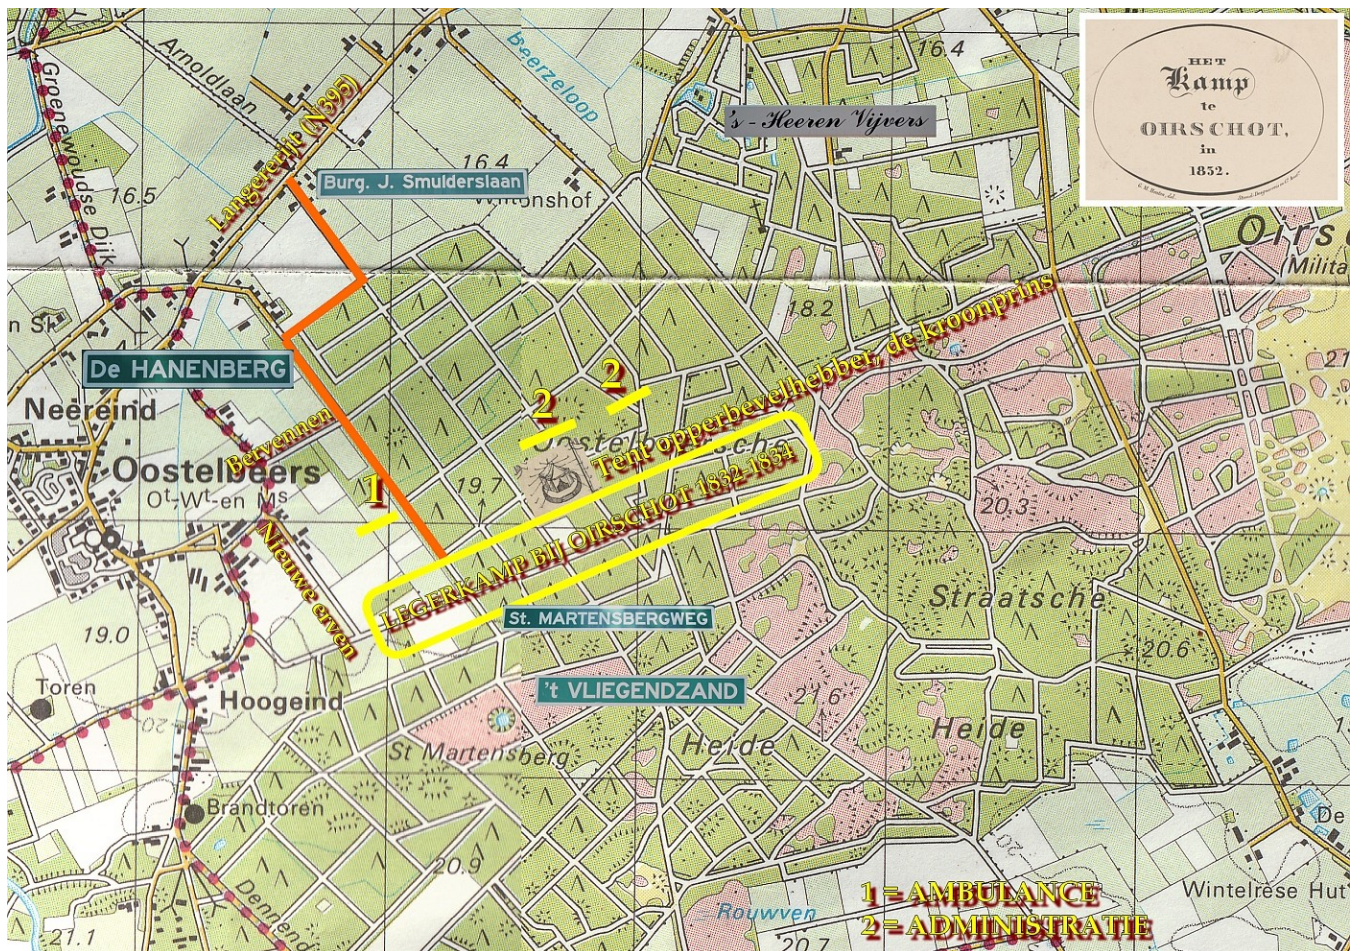 Arnoldlaan
Beerzeloop
16.4
HET
Kamp
te
OIRSCHOT,
in
1832.
Groenewoudse Dijk
Langereijt (N395)
's - Heeren Vijvers
16.4
16.5
Burg. J. Smulderslaan
(Milita
18.2
n Sk
De HANENBERG
Neereind
2
2
Tent opperbevelhebber, de kroonprins
Bervennen
Oostelbeers
Oᵗ-Wᵗ-en Mˢ
1
19.7
LEGERKAMP BIJ OIRSCHOT 1832-1834
20.3
Nieuwe erven
Straatsche
St. MARTENSBERGWEG
19.0
20.6
Toren
Hoogeind
't VLIEGENDZAND
21.6
Heide
Heide
St Martensberg
Brandtoren
De
20.9
Wintelrese Hut
1 = AMBULANCE
2 = ADMINISTRATIE
Rouwven
21.1
20.7